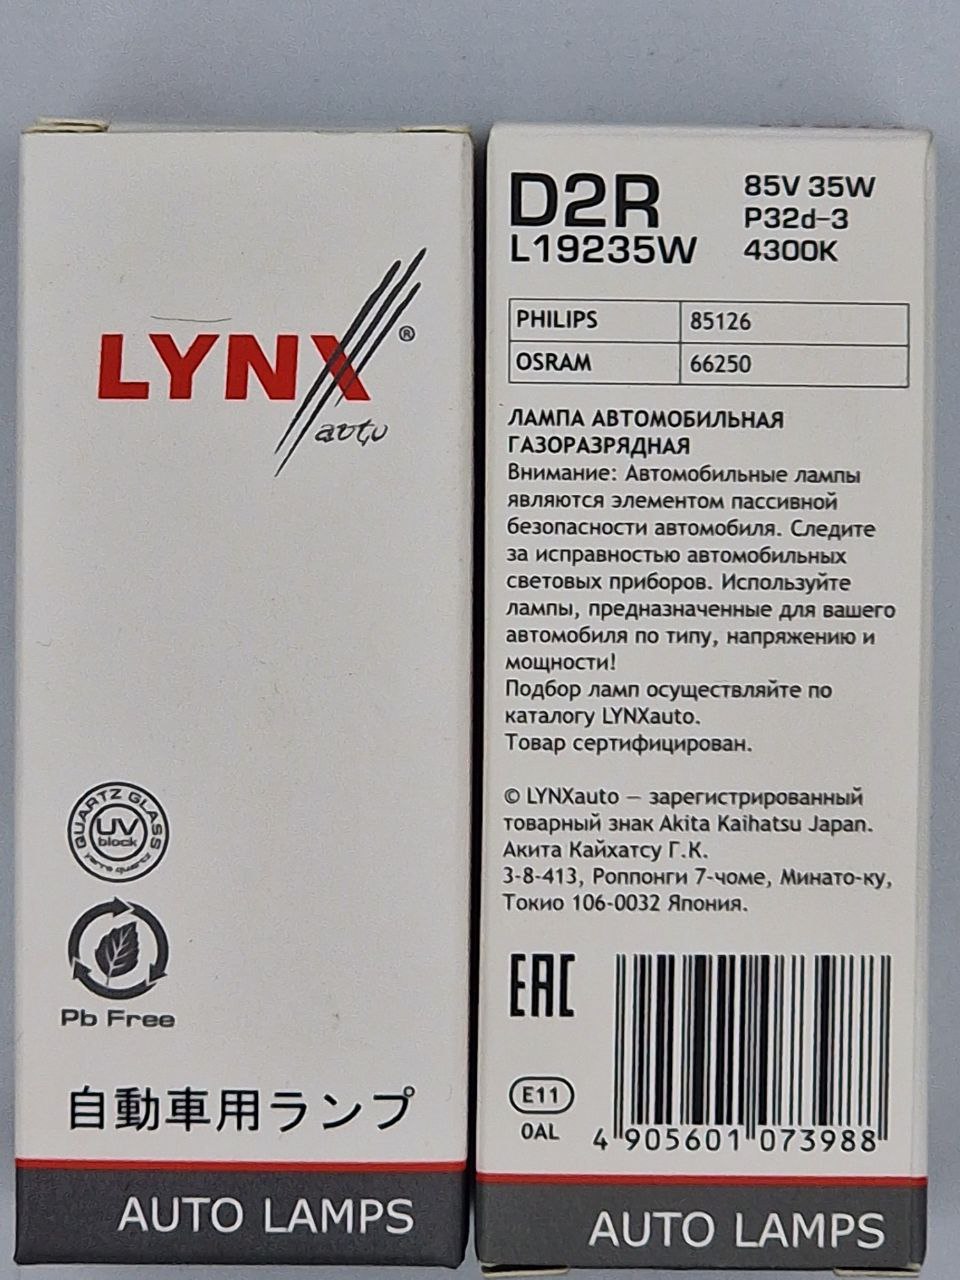 LYNX ®
auto
QUARTZ GLASS
UV
block
Pb Free
自動車用ランプ
AUTO LAMPS
D2R
L19235W
85V 35W
P32d-3
4300K
PHILIPS 85126
OSRAM 66250
ЛАМПА АВТОМОБИЛЬНАЯ
ГАЗОРАЗРЯДНАЯ
Внимание: Автомобильные лампы
являются элементом пассивной
безопасности автомобиля. Следите
за исправностью автомобильных
световых приборов. Используйте
лампы, предназначенные для вашего
автомобиля по типу, напряжению и
мощности!
Подбор ламп осуществляйте по
каталогу LYNXauto.
Товар сертифицирован.
© LYNXauto – зарегистрированный
товарный знак Akita Kaihatsu Japan.
Акита Кайхатсу Г.К.
3-8-413, Роппонги 7-чоме, Минато-ку,
Токио 106-0032 Япония.
EAC
E11
0AL
4 905601 073988
AUTO LAMPS